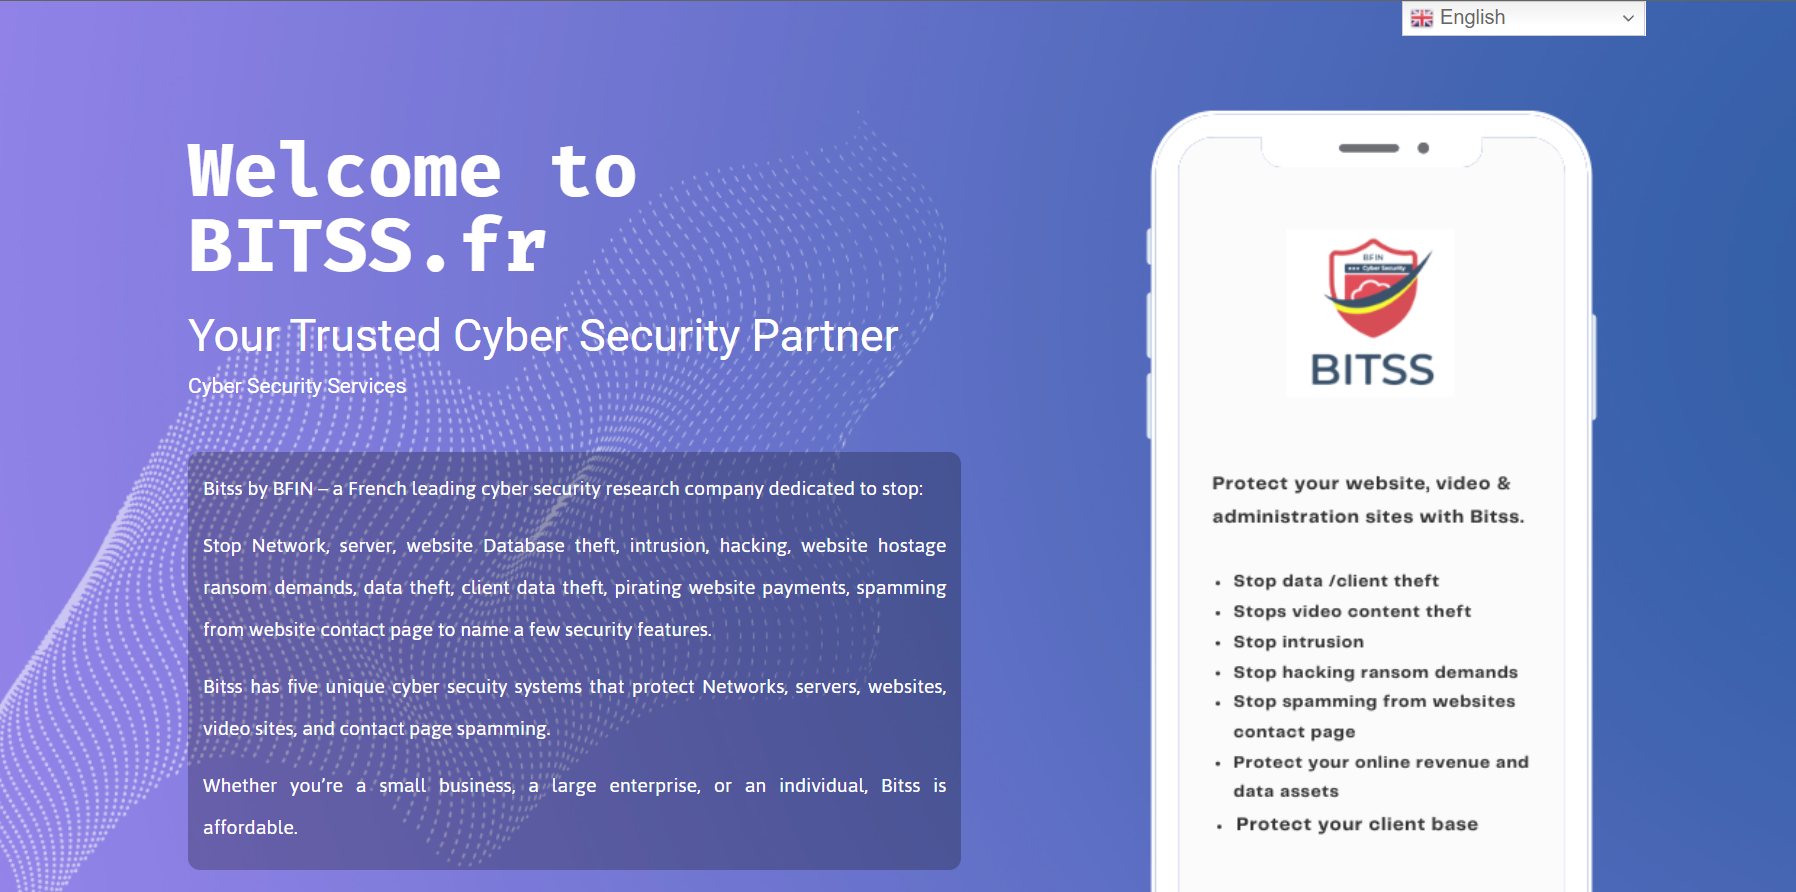 English
Welcome to
BITSS.fr
Your Trusted Cyber Security Partner
Cyber Security Services
Bitss by BFIN – a French leading cyber security research company dedicated to stop:
Stop Network, server, website Database theft, intrusion, hacking, website hostage
ransom demands, data theft, client data theft, pirating website payments, spamming
from website contact page to name a few security features.
Bitss has five unique cyber secuity systems that protect Networks, servers, websites,
video sites, and contact page spamming.
Whether you’re a small business, a large enterprise, or an individual, Bitss is
affordable.
BFIN
*** Cyber Security
BITSS
Protect your website, video &
administration sites with Bitss.
• Stop data /client theft
• Stops video content theft
• Stop intrusion
• Stop hacking ransom demands
• Stop spamming from websites
contact page
• Protect your online revenue and
data assets
• Protect your client base